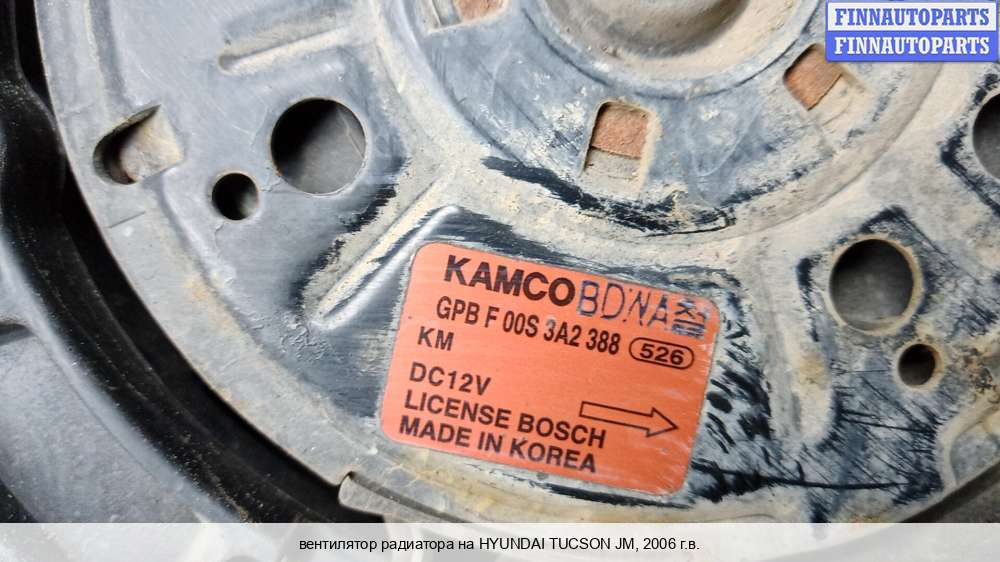 FINNAUTOPARTS
FINNAUTOPARTS
KAMCO BDWA
GPB F 00S 3A2 388 526
KM
DC12V
LICENSE BOSCH
MADE IN KOREA
вентилятор радиатора на HYUNDAI TUCSON JM, 2006 г.в.